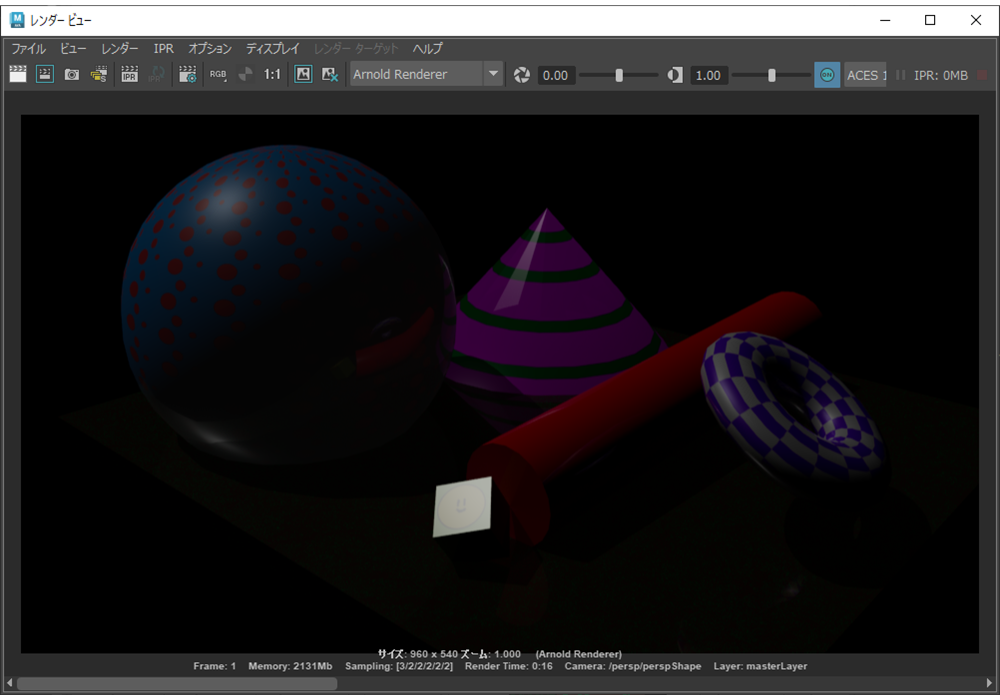 レンダー ビュー
ファイル ビュー レンダー IPR オプション ディスプレイ レンダー ターゲット ヘルプ
IPR RGB 1:1 Arnold Renderer 0.00 1.00 ON ACES 1 IPR: 0MB
サイズ: 960 x 540 ズーム: 1.000 (Arnold Renderer)
Frame: 1 Memory: 2131Mb Sampling: [3/2/2/2/2/2] Render Time: 0:16 Camera: /persp/perspShape Layer: masterLayer